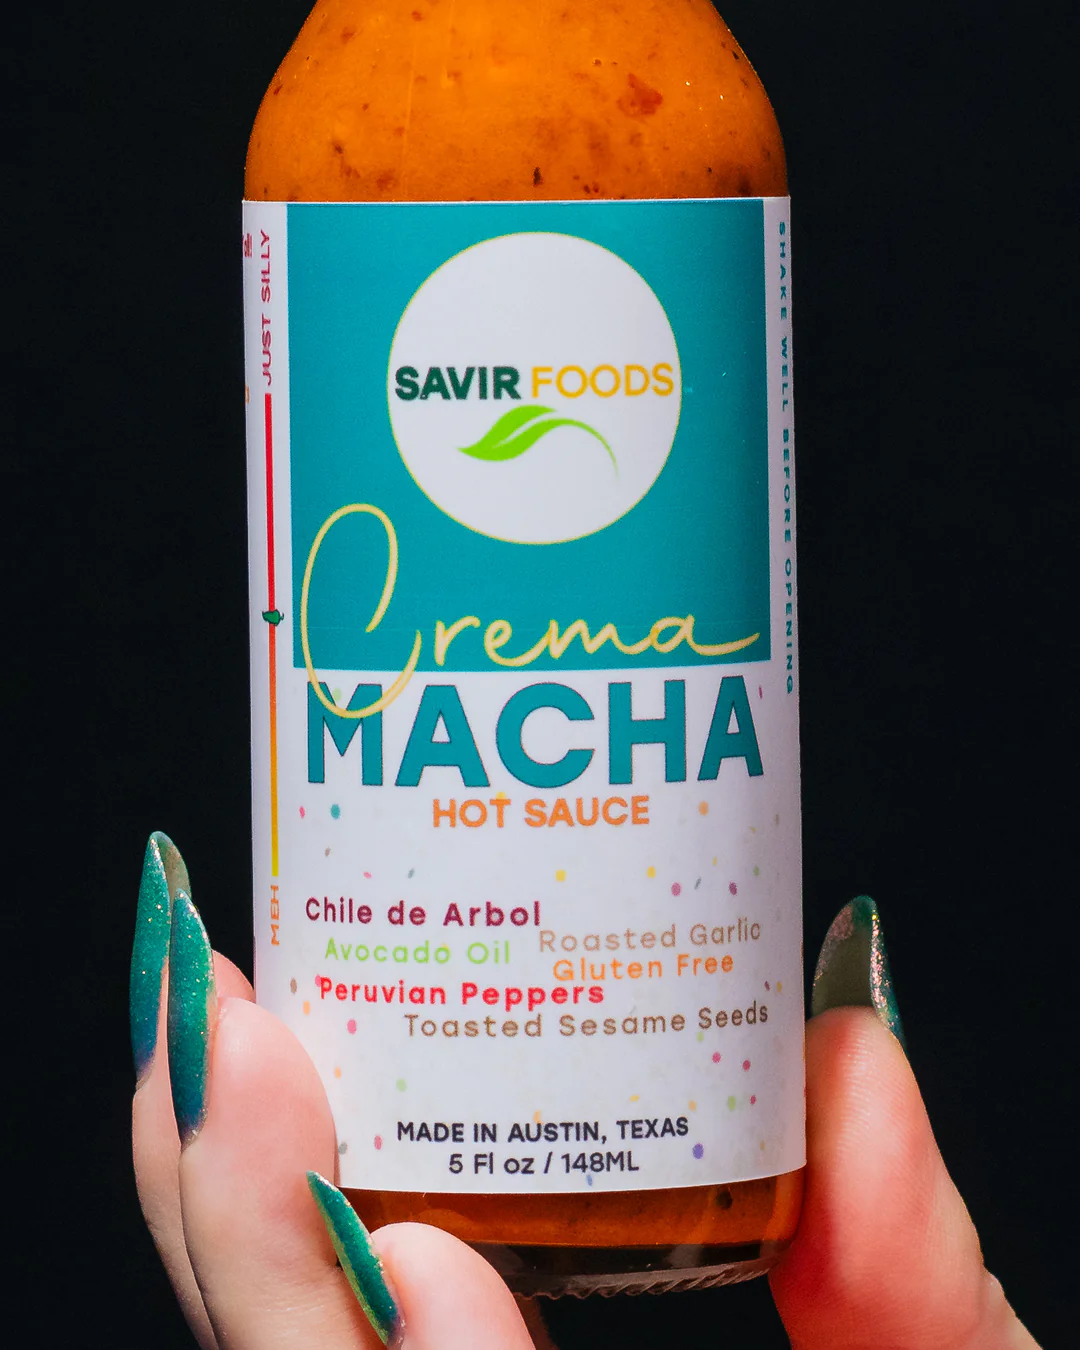 SAVIR FOODS
Crema
MACHA
HOT SAUCE
Chile de Arbol
Avocado Oil
Roasted Garlic
Gluten Free
Peruvian Peppers
Toasted Sesame Seeds
MADE IN AUSTIN, TEXAS
5 Fl oz / 148ML
JUST SILLY
MEH
SHAKE WELL BEFORE OPENING